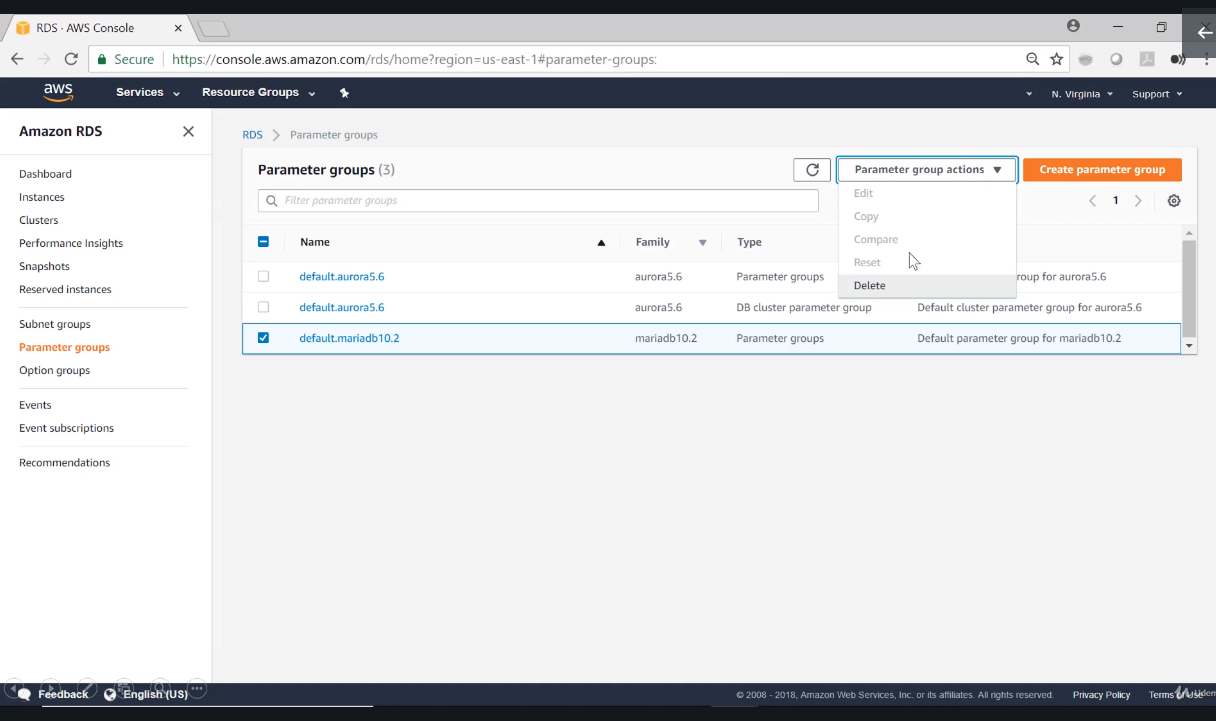 RDS · AWS Console
Secure
https://console.aws.amazon.com/rds/home?region=us-east-1#parameter-groups:
aws
Services
Resource Groups
N. Virginia
Support
Amazon RDS
Dashboard
Instances
Clusters
Performance Insights
Snapshots
Reserved instances
Subnet groups
Parameter groups
Option groups
Events
Event subscriptions
Recommendations
RDS > Parameter groups
Parameter groups (3)
Parameter group actions
Create parameter group
Filter parameter groups
1
Edit
Copy
Compare
Reset
Delete
Name Family Type
default.aurora5.6 aurora5.6 Parameter groups roup for aurora5.6
default.aurora5.6 aurora5.6 DB cluster parameter group Default cluster parameter group for aurora5.6
default.mariadb10.2 mariadb10.2 Parameter groups Default parameter group for mariadb10.2
Feedback
English (US)
© 2008 - 2018, Amazon Web Services, Inc. or its affiliates. All rights reserved.
Privacy Policy
Terms of Use